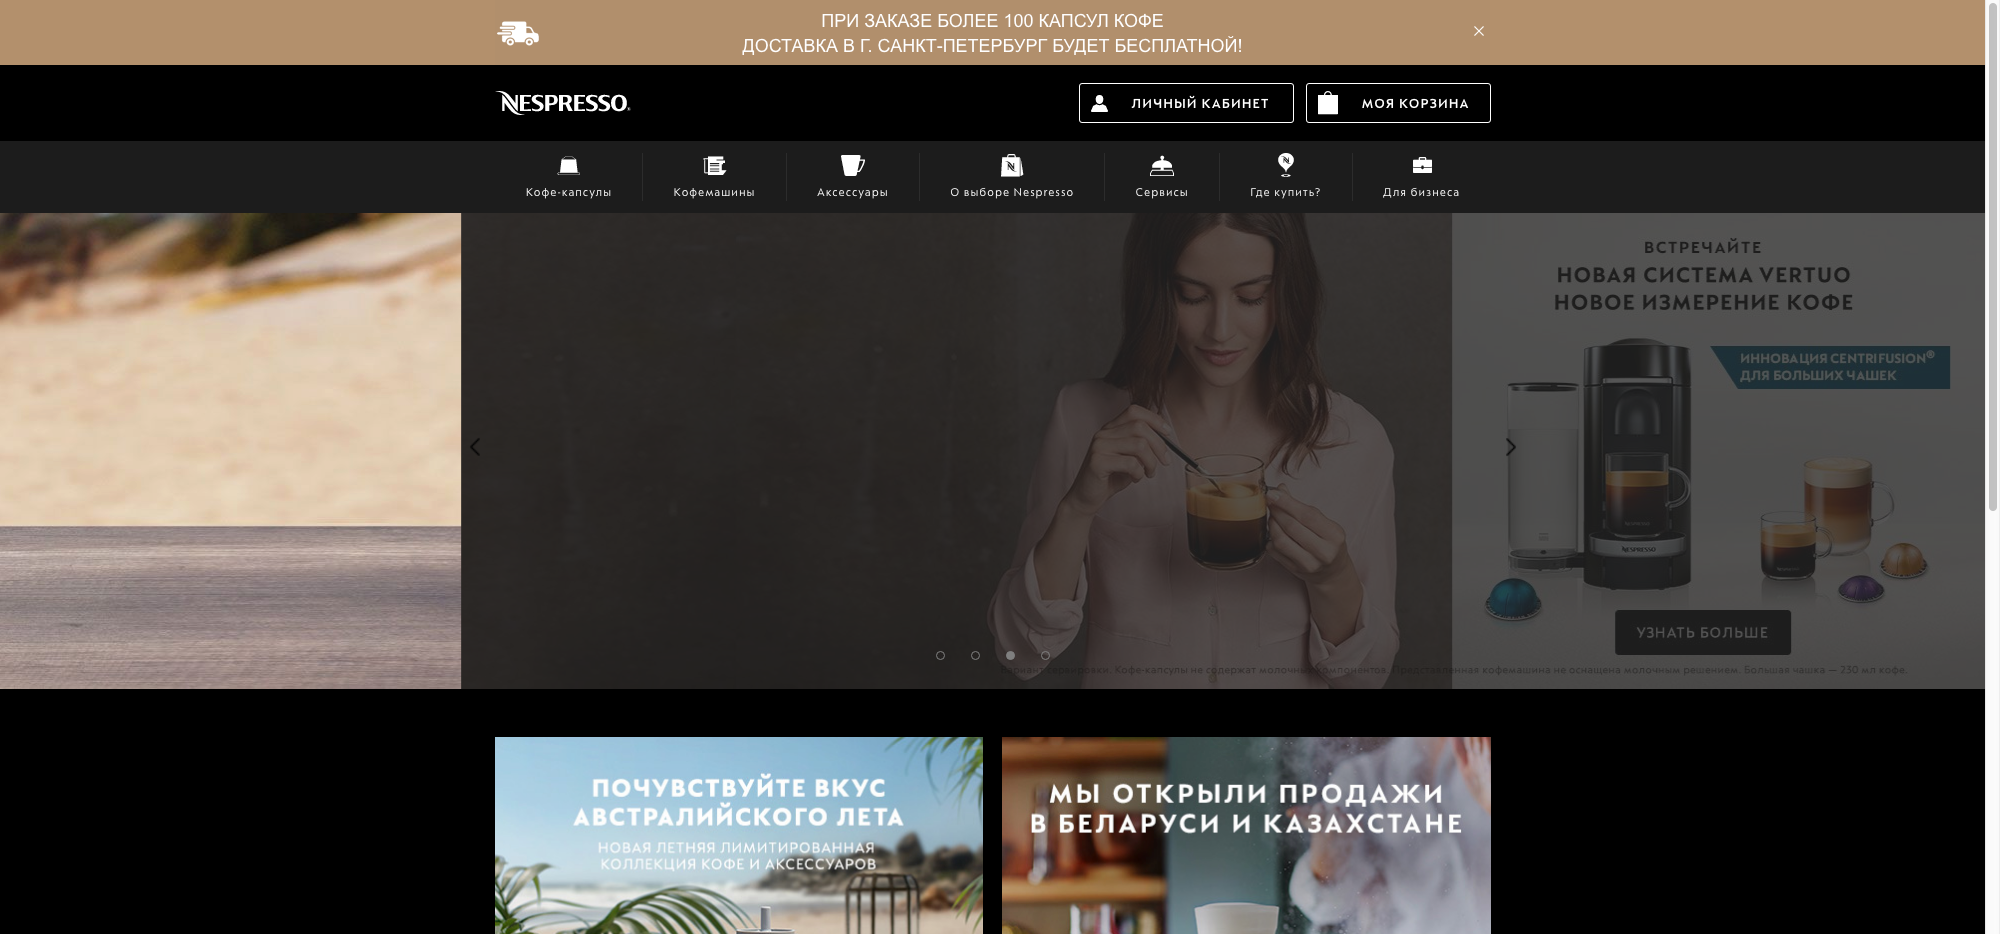 ПРИ ЗАКАЗЕ БОЛЕЕ 100 КАПСУЛ КОФЕ
ДОСТАВКА В Г. САНКТ-ПЕТЕРБУРГ БУДЕТ БЕСПЛАТНОЙ!
NESPRESSO
ЛИЧНЫЙ КАБИНЕТ
МОЯ КОРЗИНА
Кофе-капсулы
Кофемашины
Аксессуары
О выборе Nespresso
Сервисы
Где купить?
Для бизнеса
ВСТРЕЧАЙТЕ
НОВАЯ СИСТЕМА VERTUO
НОВОЕ ИЗМЕРЕНИЕ КОФЕ
ИННОВАЦИЯ CENTRIFUSION®
ДЛЯ БОЛЬШИХ ЧАШЕК
NESPRESSO
УЗНАТЬ БОЛЬШЕ
Кофе-капсулы не содержат молочных компонентов. Представленная кофемашина не оснащена молочным решением. Большая чашка — 230 мл кофе.
ПОЧУВСТВУЙТЕ ВКУС
АВСТРАЛИЙСКОГО ЛЕТА
НОВАЯ ЛЕТНЯЯ ЛИМИТИРОВАННАЯ
КОЛЛЕКЦИЯ КОФЕ И АКСЕССУАРОВ
МЫ ОТКРЫЛИ ПРОДАЖИ
В БЕЛАРУСИ И КАЗАХСТАНЕ